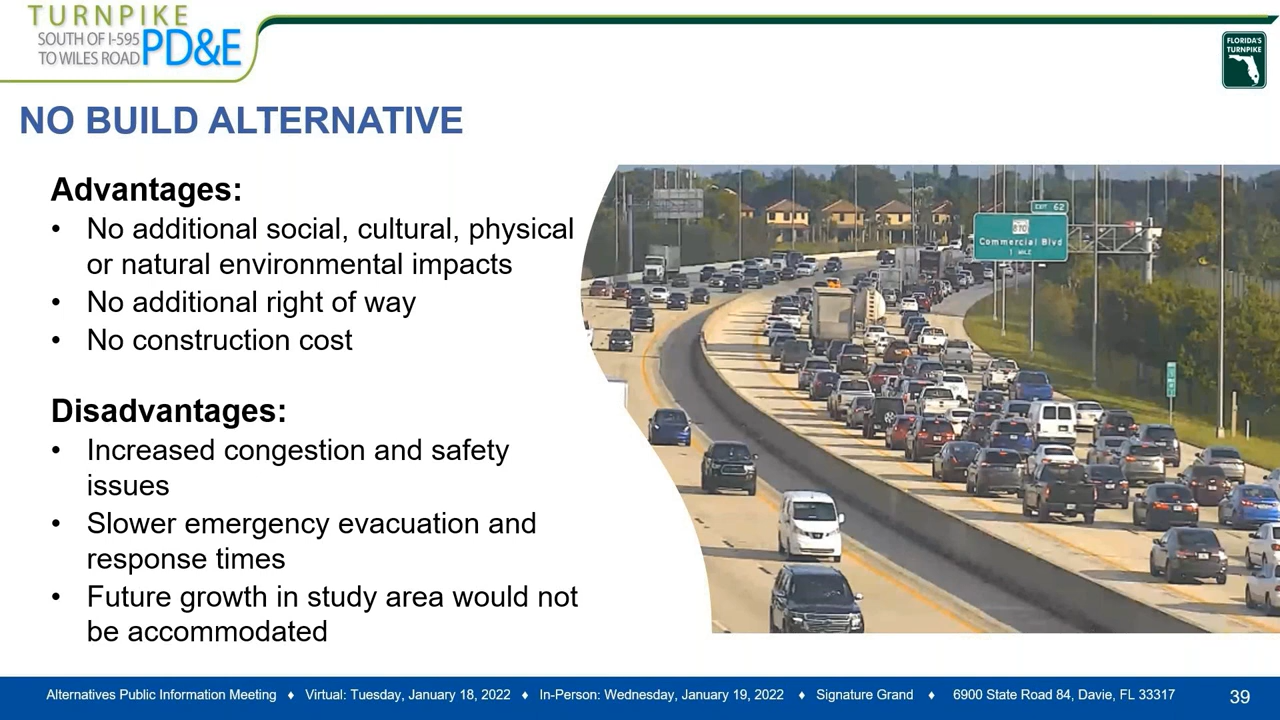 TURNPIKE
SOUTH OF I-595
TO WILES ROAD
PD&E
FLORIDA'S
TURNPIKE
NO BUILD ALTERNATIVE
Advantages:
• No additional social, cultural, physical
or natural environmental impacts
• No additional right of way
• No construction cost
Disadvantages:
• Increased congestion and safety
issues
• Slower emergency evacuation and
response times
• Future growth in study area would not
be accommodated
EXIT 62
870
Commercial Blvd
1 MILE
Alternatives Public Information Meeting ♦ Virtual: Tuesday, January 18, 2022 ♦ In-Person: Wednesday, January 19, 2022 ♦ Signature Grand ♦ 6900 State Road 84, Davie, FL 33317
39